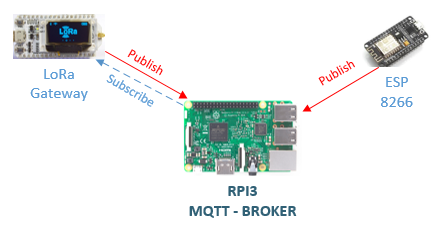 LoRa
LoRa
Gateway
Publish
Subscribe
Publish
ESP
8266
RPI3
MQTT - BROKER